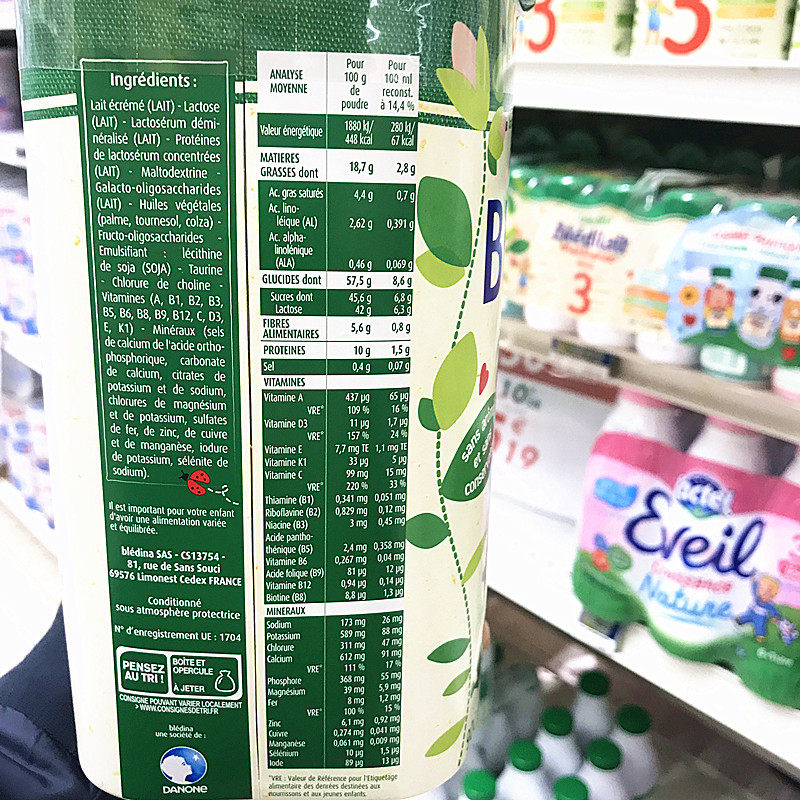 Ingrédients :
Lait écrémé (LAIT) - Lactose
(LAIT) - Lactosérum démi-
néralisé (LAIT) - Protéines
de lactosérum concentrées
(LAIT) - Maltodextrine -
Galacto-oligosaccharides
(LAIT) - Huiles végétales
(palme, tournesol, colza) -
Fructo-oligosaccharides -
Emulsifiant : lécithine
de soja (SOJA) - Taurine
- Chlorure de choline -
Vitamines (A, B1, B2, B3,
B5, B6, B8, B9, B12, C, D3,
E, K1) - Minéraux (sels
de calcium de l'acide ortho-
phosphorique, carbonate
de calcium, citrates de
potassium et de sodium,
chlorures de magnésium
et de potassium, sulfates
de fer, de zinc, de cuivre
et de manganèse, iodure
de potassium, sélénite de
sodium).
Il est important pour votre enfant
d'avoir une alimentation variée
et équilibrée.
blédina SAS - CS13754 -
81, rue de Sans Souci
69576 Limonest Cedex FRANCE
Conditionné
sous atmosphère protectrice
N° d'enregistrement UE : 1704
PENSEZ
AU TRI !
BOÎTE ET
OPERCULE
À JETER
CONSIGNE POUVANT VARIER LOCALEMENT
> WWW.CONSIGNESDETRI.FR
blédina
une société de :
DANONE
ANALYSE
MOYENNE
Pour
100 g
de
poudre
Pour
100 ml
reconst.
à 14,4 %
Valeur énergétique 1880 kJ/ 280 kJ/
448 kcal 67 kcal
MATIERES
GRASSES dont 18,7 g 2,8 g
Ac. gras saturés 4,4 g 0,7 g
Ac. lino-
léique (AL) 2,62 g 0,391 g
Ac. alpha-
linolénique
(ALA) 0,46 g 0,069 g
GLUCIDES dont 57,5 g 8,6 g
Sucres dont 45,6 g 6,8 g
Lactose 42 g 6,3 g
FIBRES
ALIMENTAIRES 5,6 g 0,8 g
PROTEINES 10 g 1,5 g
Sel 0,4 g 0,07 g
VITAMINES
Vitamine A 437 µg 65 µg
VRE* 109 % 16 %
Vitamine D3 11 µg 1,7 µg
VRE* 157 % 24 %
Vitamine E 7,7 mg TE 1,1 mg TE
Vitamine K1 33 µg 5 µg
Vitamine C 99 mg 15 mg
VRE* 220 % 33 %
Thiamine (B1) 0,341 mg 0,051 mg
Riboflavine (B2) 0,829 mg 0,12 mg
Niacine (B3) 3 mg 0,45 mg
Acide pantho-
thénique (B5) 2,4 mg 0,358 mg
Vitamine B6 0,267 mg 0,04 mg
Acide folique (B9) 81 µg 12 µg
Vitamine B12 0,94 µg 0,14 µg
Biotine (B8) 8,8 µg 1,3 µg
MINERAUX
Sodium 173 mg 26 mg
Potassium 589 mg 88 mg
Chlorure 311 mg 47 mg
Calcium 612 mg 91 mg
VRE* 111 % 17 %
Phosphore 368 mg 55 mg
Magnésium 39 mg 5,9 mg
Fer 8 mg 1,2 mg
VRE* 100 % 15 %
Zinc 6,1 mg 0,92 mg
Cuivre 0,274 mg 0,041 mg
Manganèse 0,061 mg 0,009 mg
Sélénium 10 µg 1,5 µg
Iode 89 µg 13 µg
*VRE : Valeur de Référence pour l'Etiquetage
alimentaire des denrées destinées aux
nourrissons et aux jeunes enfants.
B
sans
et
3
3
blédilait
3
10
19
lactel
Eveil
Croissance
Nature